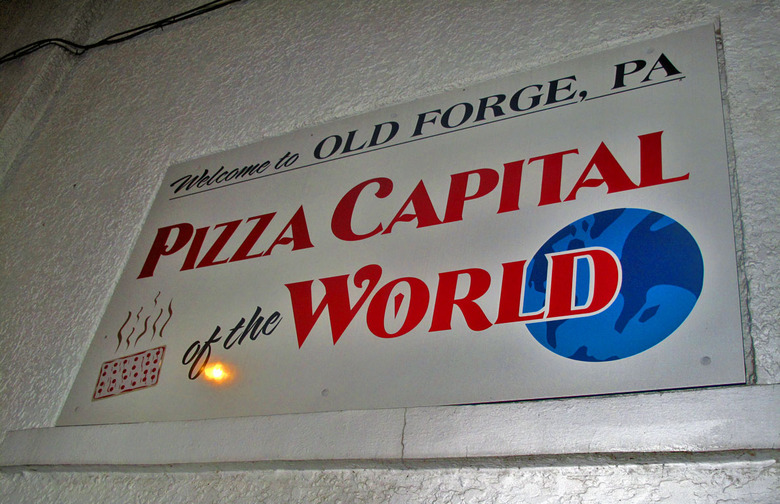 Welcome to OLD FORGE, PA
PIZZA CAPITAL
of the WORLD